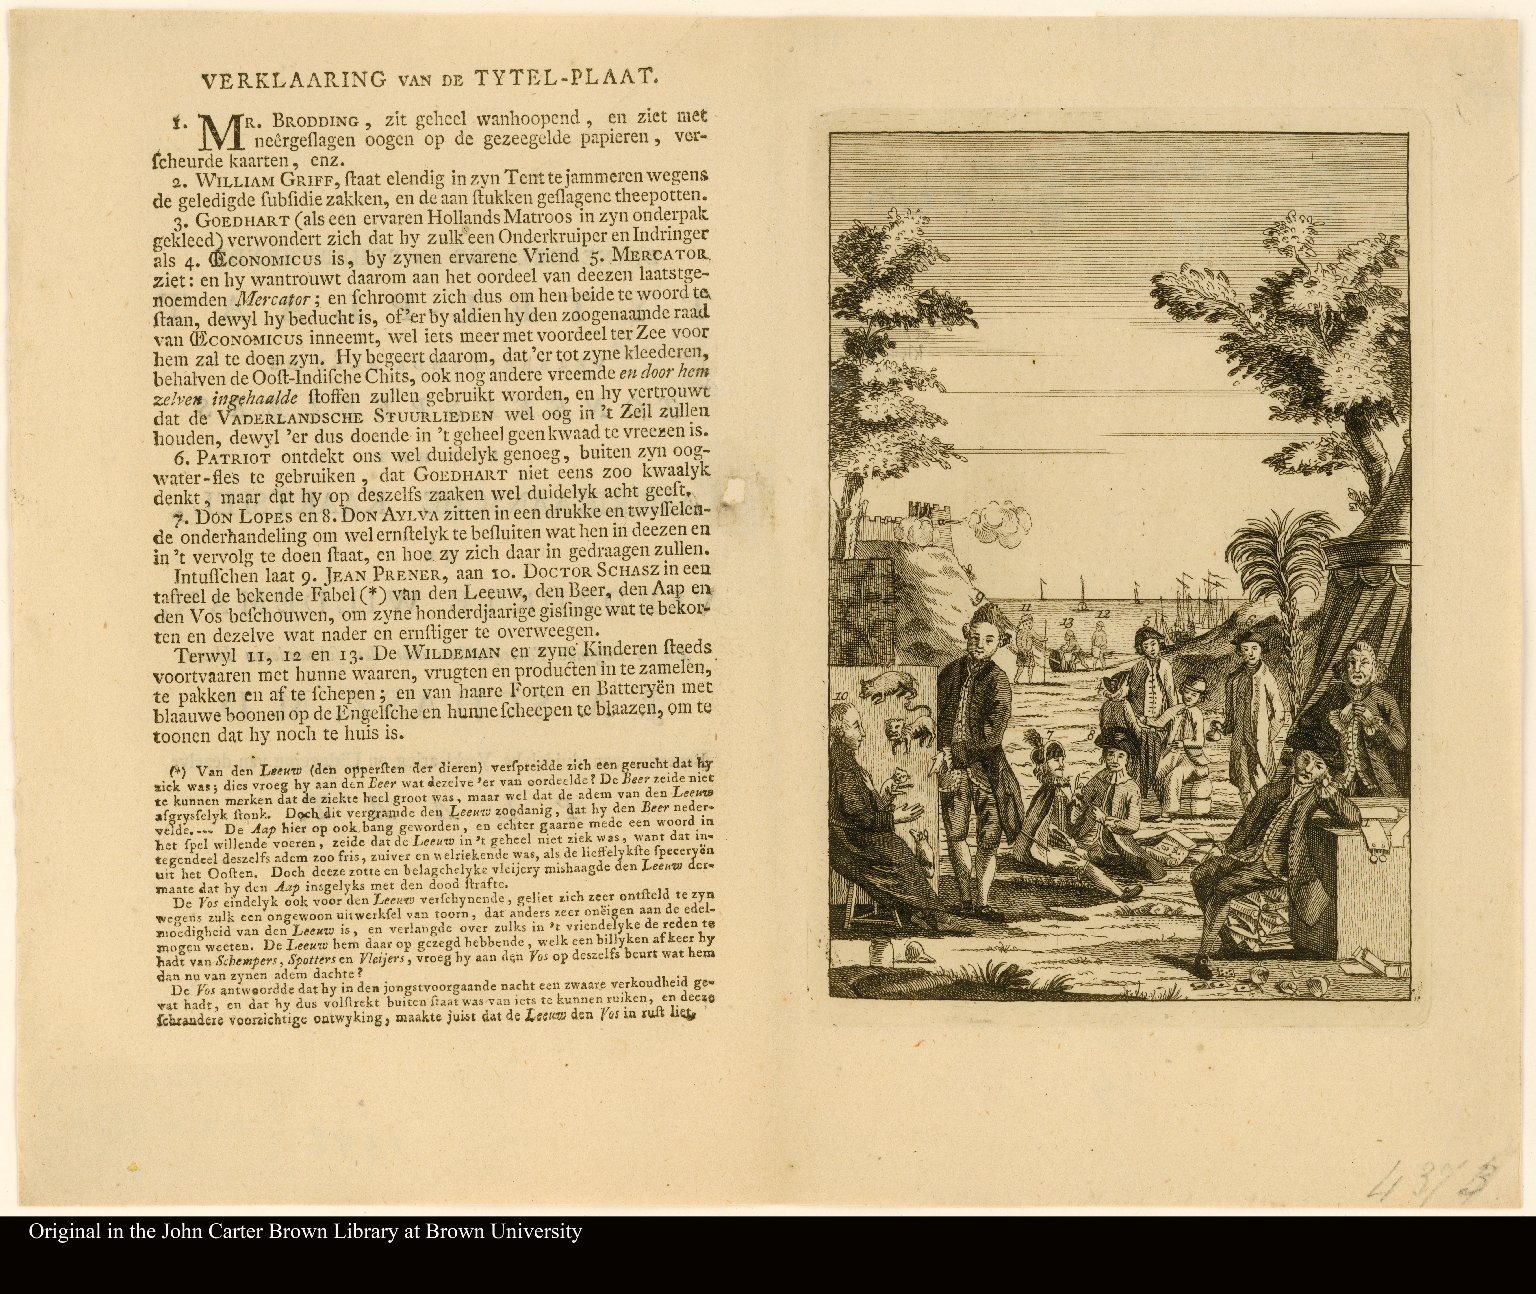 VERKLAARING VAN DE TYTEL-PLAAT.
1. MR. BRODDING, zit geheel wanhoopend, en ziet met
neêrgeſlagen oogen op de gezeegelde papieren, ver-
ſcheurde kaarten, enz.
2. WILLIAM GRIFF, ſtaat elendig in zyn Tent te jammeren wegens
de geledigde ſubſidie zakken, en de aan ſtukken geſlagene theepotten.
3. GOEDHART (als een ervaren Hollands Matroos in zyn onderpak
gekleed) verwondert zich dat hy zulk een Onderkruiper en Indringer
als 4. ŒCONOMICUS is, by zynen ervarene Vriend 5. MERCATOR
ziet: en hy wantrouwt daarom aan het oordeel van deezen laatstge-
noemden Mercator; en ſchroomt zich dus om hen beide te woord te
ſtaan, dewyl hy beducht is, of 'er by aldien hy den zoogenaamde raad
van ŒCONOMICUS inneemt, wel iets meer met voordeel ter Zee voor
hem zal te doen zyn. Hy begeert daarom, dat 'er tot zyne kleederen,
behalven de Ooſt-Indiſche Chits, ook nog andere vreemde en door hem
zelven ingehaalde ſtoffen zullen gebruikt worden, en hy vertrouwt
dat de VADERLANDSCHE STUURLIEDEN wel oog in 't Zeil zullen
houden, dewyl 'er dus doende in 't geheel geen kwaad te vreezen is.
6. PATRIOT ontdekt ons wel duidelyk genoeg, buiten zyn oog-
water-fles te gebruiken, dat GOEDHART niet eens zoo kwaalyk
denkt, maar dat hy op deszelfs zaaken wel duidelyk acht geeft.
7. DON LOPES en 8. DON AYLVA zitten in een drukke en twyffelen-
de onderhandeling om wel ernſtelyk te beſluiten wat hen in deezen en
in 't vervolg te doen ſtaat, en hoe zy zich daar in gedraagen zullen.
Intuſſchen laat 9. JEAN PRENER, aan 10. DOCTOR SCHASZ in een
tafreel de bekende Fabel (*) van den Leeuw, den Beer, den Aap en
den Vos beſchouwen, om zyne honderdjaarige gisſinge wat te bekor-
ten en dezelve wat nader en ernſtiger te overweegen.
Terwyl 11, 12 en 13. De WILDEMAN en zyne Kinderen ſteeds
voortvaaren met hunne waaren, vrugten en producten in te zamelen,
te pakken en af te ſchepen; en van haare Forten en Batteryën met
blaauwe boonen op de Engelſche en hunne ſcheepen te blaazen, om te
toonen dat hy noch te huis is.
(*) Van den Leeuw (den opperſten der dieren) verſpreidde zich een gerucht dat hy
ziek was; dies vroeg hy aan den Beer wat dezelve 'er van oordeelde? De Beer zeide niet
te kunnen merken dat de ziekte heel groot was, maar wel dat de adem van den Leeuw
afgrysſelyk ſtonk. Doch dit vergramde den Leeuw zoodanig, dat hy den Beer neder-
velde.--- De Aap hier op ook bang geworden, en echter gaarne mede een woord in
het ſpel willende voeren, zeide dat de Leeuw in 't geheel niet ziek was, want dat in-
tegendeel deszelfs adem zoo fris, zuiver en welriekende was, als de lieffelykſte ſpeceryën
uit het Ooſten. Doch deeze zotte en belagchelyke vleijery mishaagde den Leeuw der-
maate dat hy den Aap insgelyks met den dood ſtrafte.
De Vos eindelyk ook voor den Leeuw verſchynende, geliet zich zeer ontſteld te zyn
wegens zulk een ongewoon uitwerkſel van toorn, dat anders zeer onëigen aan de edel-
moedigheid van den Leeuw is, en verlangde over zulks in 't vriendelyke de reden te
mogen weeten. De Leeuw hem daar op gezegd hebbende, welk een billyken afkeer hy
hadt van Schempers, Spotters en Vleijers, vroeg hy aan den Vos op deszelfs beurt wat hem
dan nu van zynen adem dachte?
De Vos antwoordde dat hy in den jongstvoorgaande nacht een zwaare verkoudheid ge-
vat hadt, en dat hy dus volſtrekt buiten ſtaat was van iets te kunnen ruiken, en deeze
ſchrandere voorzichtige ontwyking, maakte juist dat de Leeuw den Vos in ruſt liet.
11 12 13
5
10
7 8
Original in the John Carter Brown Library at Brown University